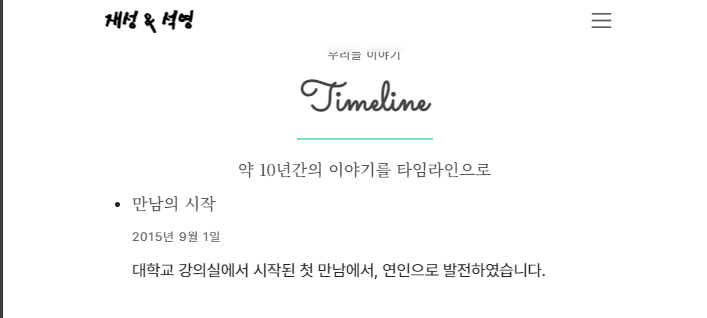 재성 & 석영
우리들 이야기
Timeline
약 10년간의 이야기를 타임라인으로
만남의 시작
2015년 9월 1일
대학교 강의실에서 시작된 첫 만남에서, 연인으로 발전하였습니다.